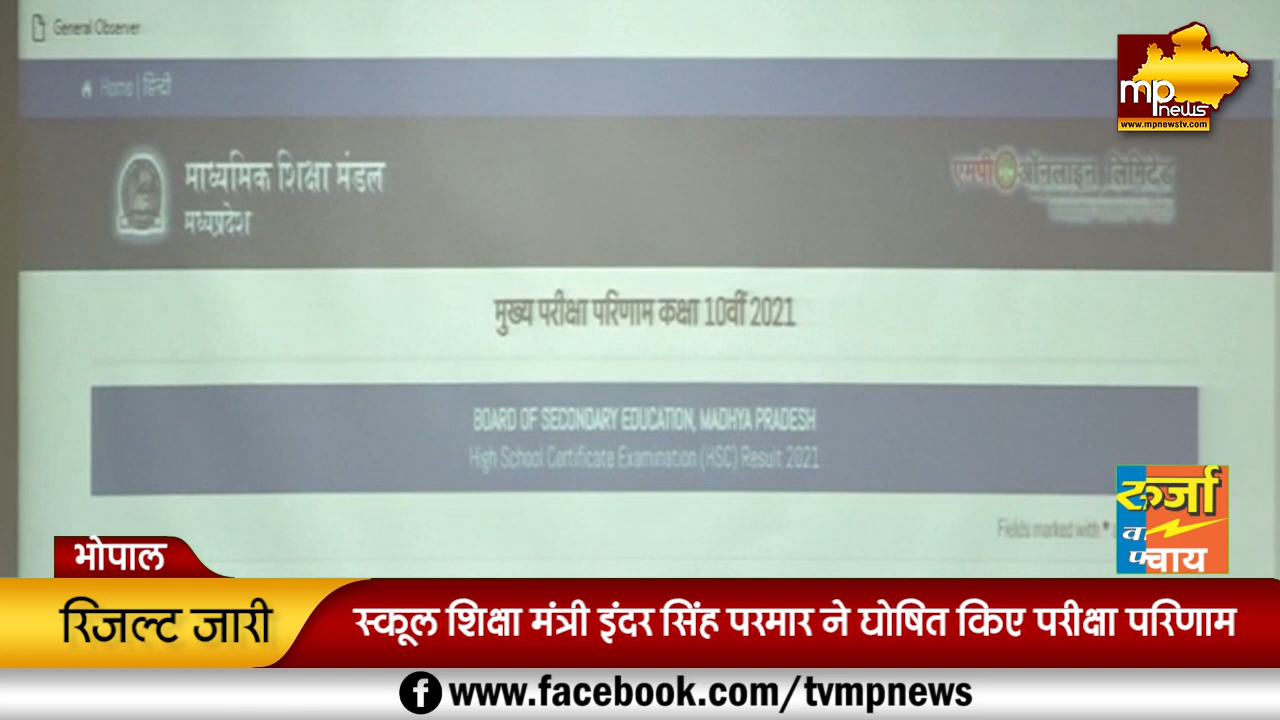 General Observer
Home | हिन्दी
mp
news
www.mpnewstv.com
माध्यमिक शिक्षा मंडल
मध्यप्रदेश
एमपी ऑनलाइन लिमिटेड
मुख्य परीक्षा परिणाम कक्षा 10वीं 2021
BOARD OF SECONDARY EDUCATION, MADHYA PRADESH
High School Certificate Examination (HSC) Result 2021
Fields marked with *
चाय
भोपाल
रिजल्ट जारी
स्कूल शिक्षा मंत्री इंदर सिंह परमार ने घोषित किए परीक्षा परिणाम
www.facebook.com/tvmpnews